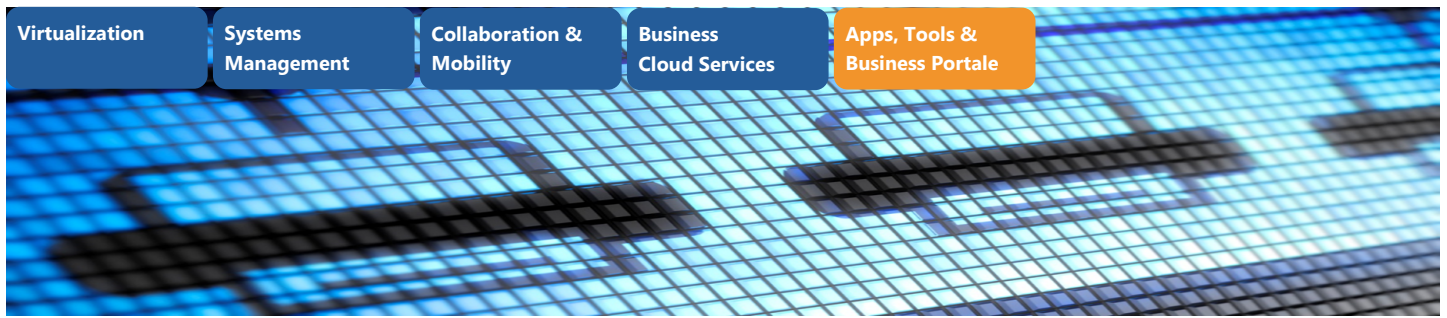 Virtualization
Systems
Management
Collaboration &
Mobility
Business
Cloud Services
Apps, Tools &
Business Portale